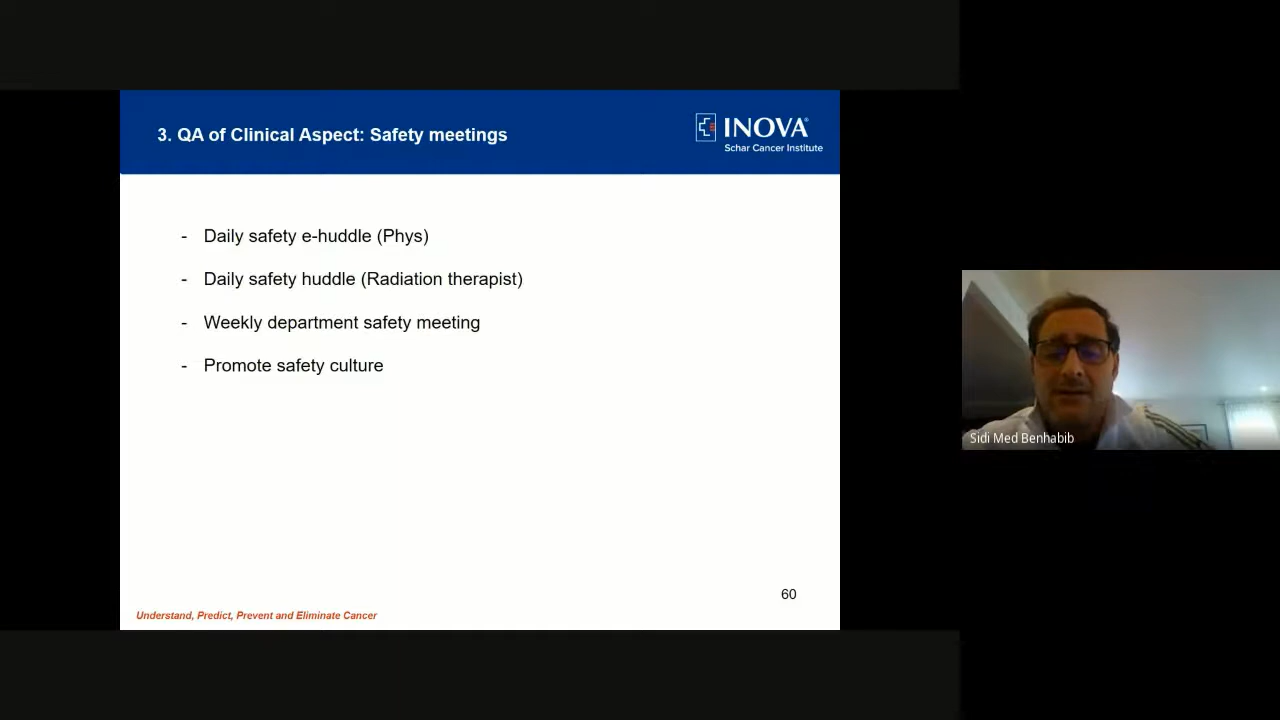 3. QA of Clinical Aspect: Safety meetings
INOVA®
Schar Cancer Institute
- Daily safety e-huddle (Phys)
- Daily safety huddle (Radiation therapist)
- Weekly department safety meeting
- Promote safety culture
60
Understand, Predict, Prevent and Eliminate Cancer
Sidi Med Benhabib